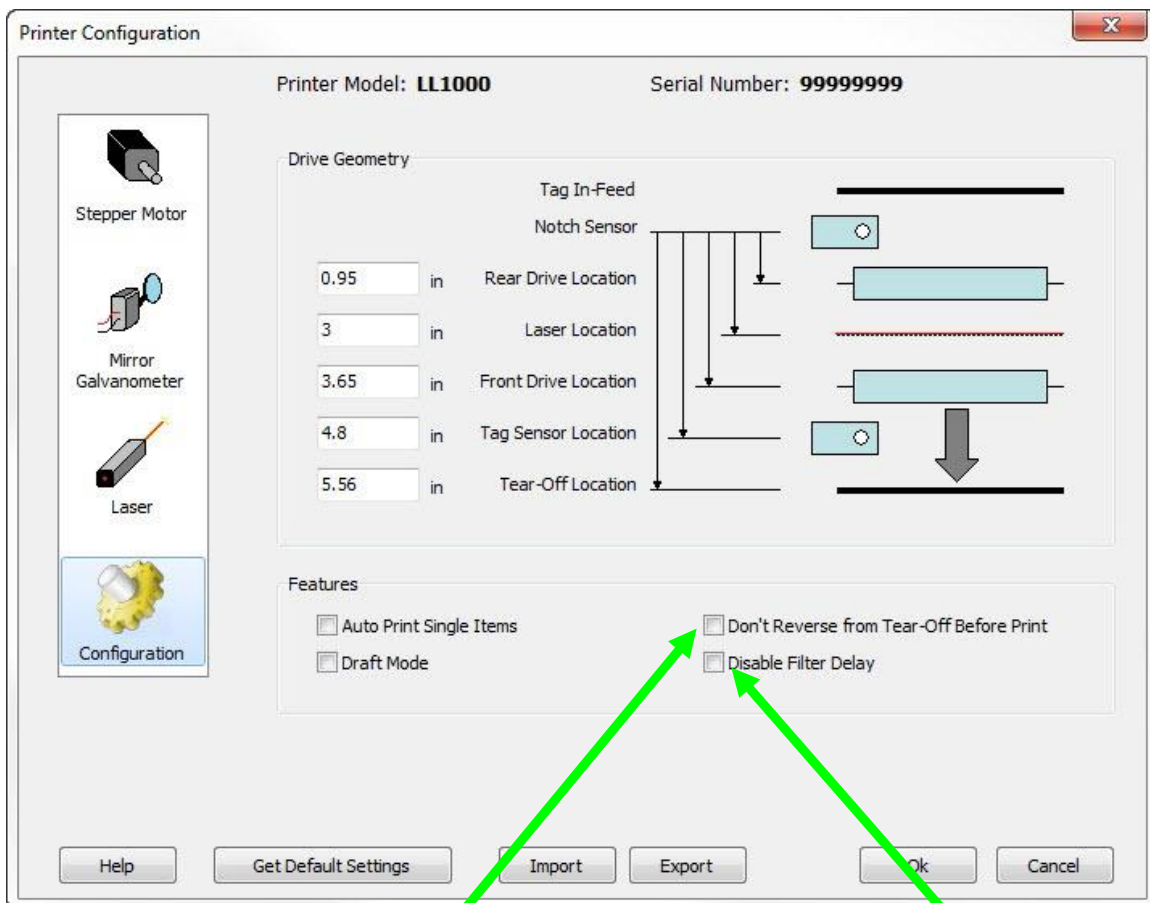 Printer Configuration
Printer Model: LL1000 Serial Number: 99999999
Stepper Motor
Mirror
Galvanometer
Laser
Configuration
Drive Geometry
Tag In-Feed
Notch Sensor
0.95 in Rear Drive Location
3 in Laser Location
3.65 in Front Drive Location
4.8 in Tag Sensor Location
5.56 in Tear-Off Location
Features
Auto Print Single Items Don't Reverse from Tear-Off Before Print
Draft Mode Disable Filter Delay
Help Get Default Settings Import Export Ok Cancel